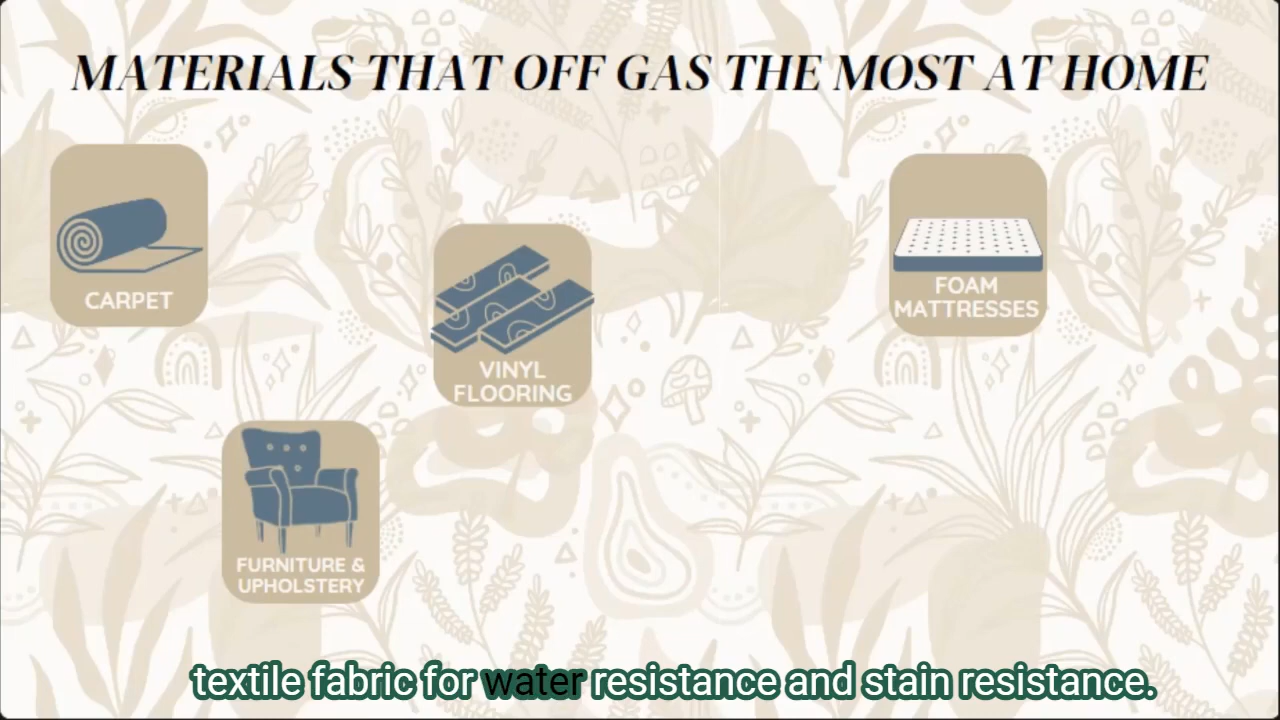 MATERIALS THAT OFF GAS THE MOST AT HOME
CARPET
FURNITURE &
UPHOLSTERY
VINYL
FLOORING
FOAM
MATTRESSES
textile fabric for water resistance and stain resistance.